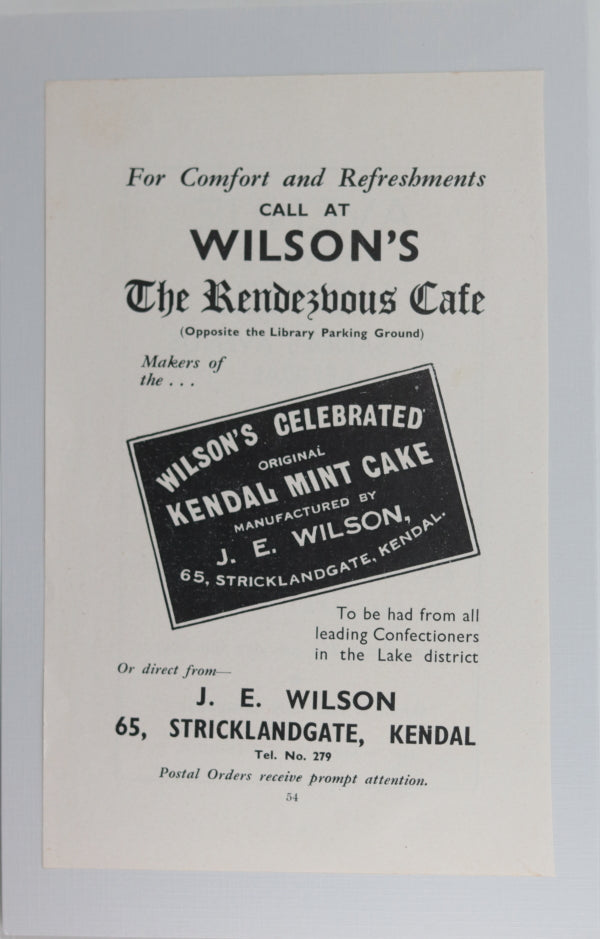 For Comfort and Refreshments
CALL AT
WILSON'S
The Rendezvous Cafe
(Opposite the Library Parking Ground)
Makers of
the . . .
WILSON'S CELEBRATED
ORIGINAL
KENDAL MINT CAKE
MANUFACTURED BY
J. E. WILSON,
65, STRICKLANDGATE, KENDAL.
To be had from all
leading Confectioners
in the Lake district
Or direct from—
J. E. WILSON
65, STRICKLANDGATE, KENDAL
Tel. No. 279
Postal Orders receive prompt attention.
54